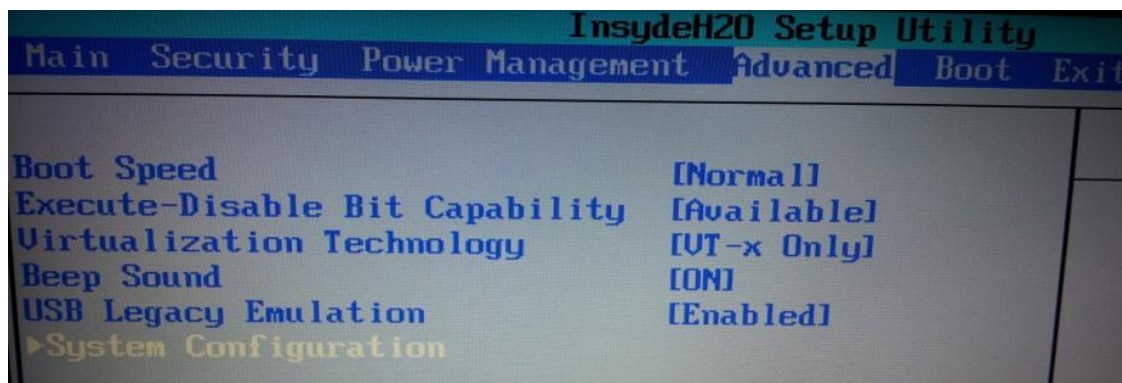 InsydeH2O Setup Utility
Main Security Power Management Advanced Boot Exit
Boot Speed [Normal]
Execute-Disable Bit Capability [Available]
Virtualization Technology [VT-x Only]
Beep Sound [ON]
USB Legacy Emulation [Enabled]
►System Configuration